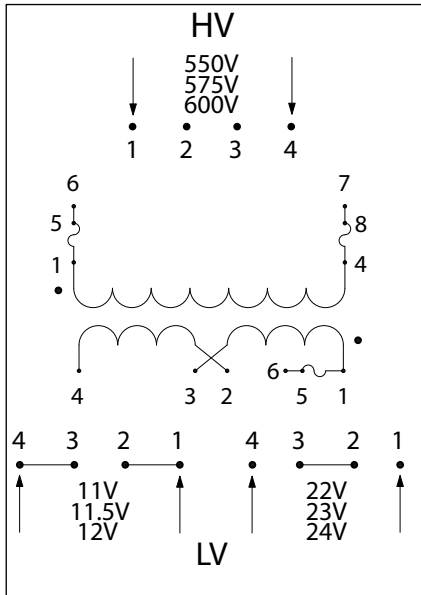 HV
550V
575V
600V
1 2 3 4
6 7
5 8
1 4
4 3 2 6 5 1
4 3 2 1 4 3 2 1
11V 22V
11.5V 23V
12V 24V
LV